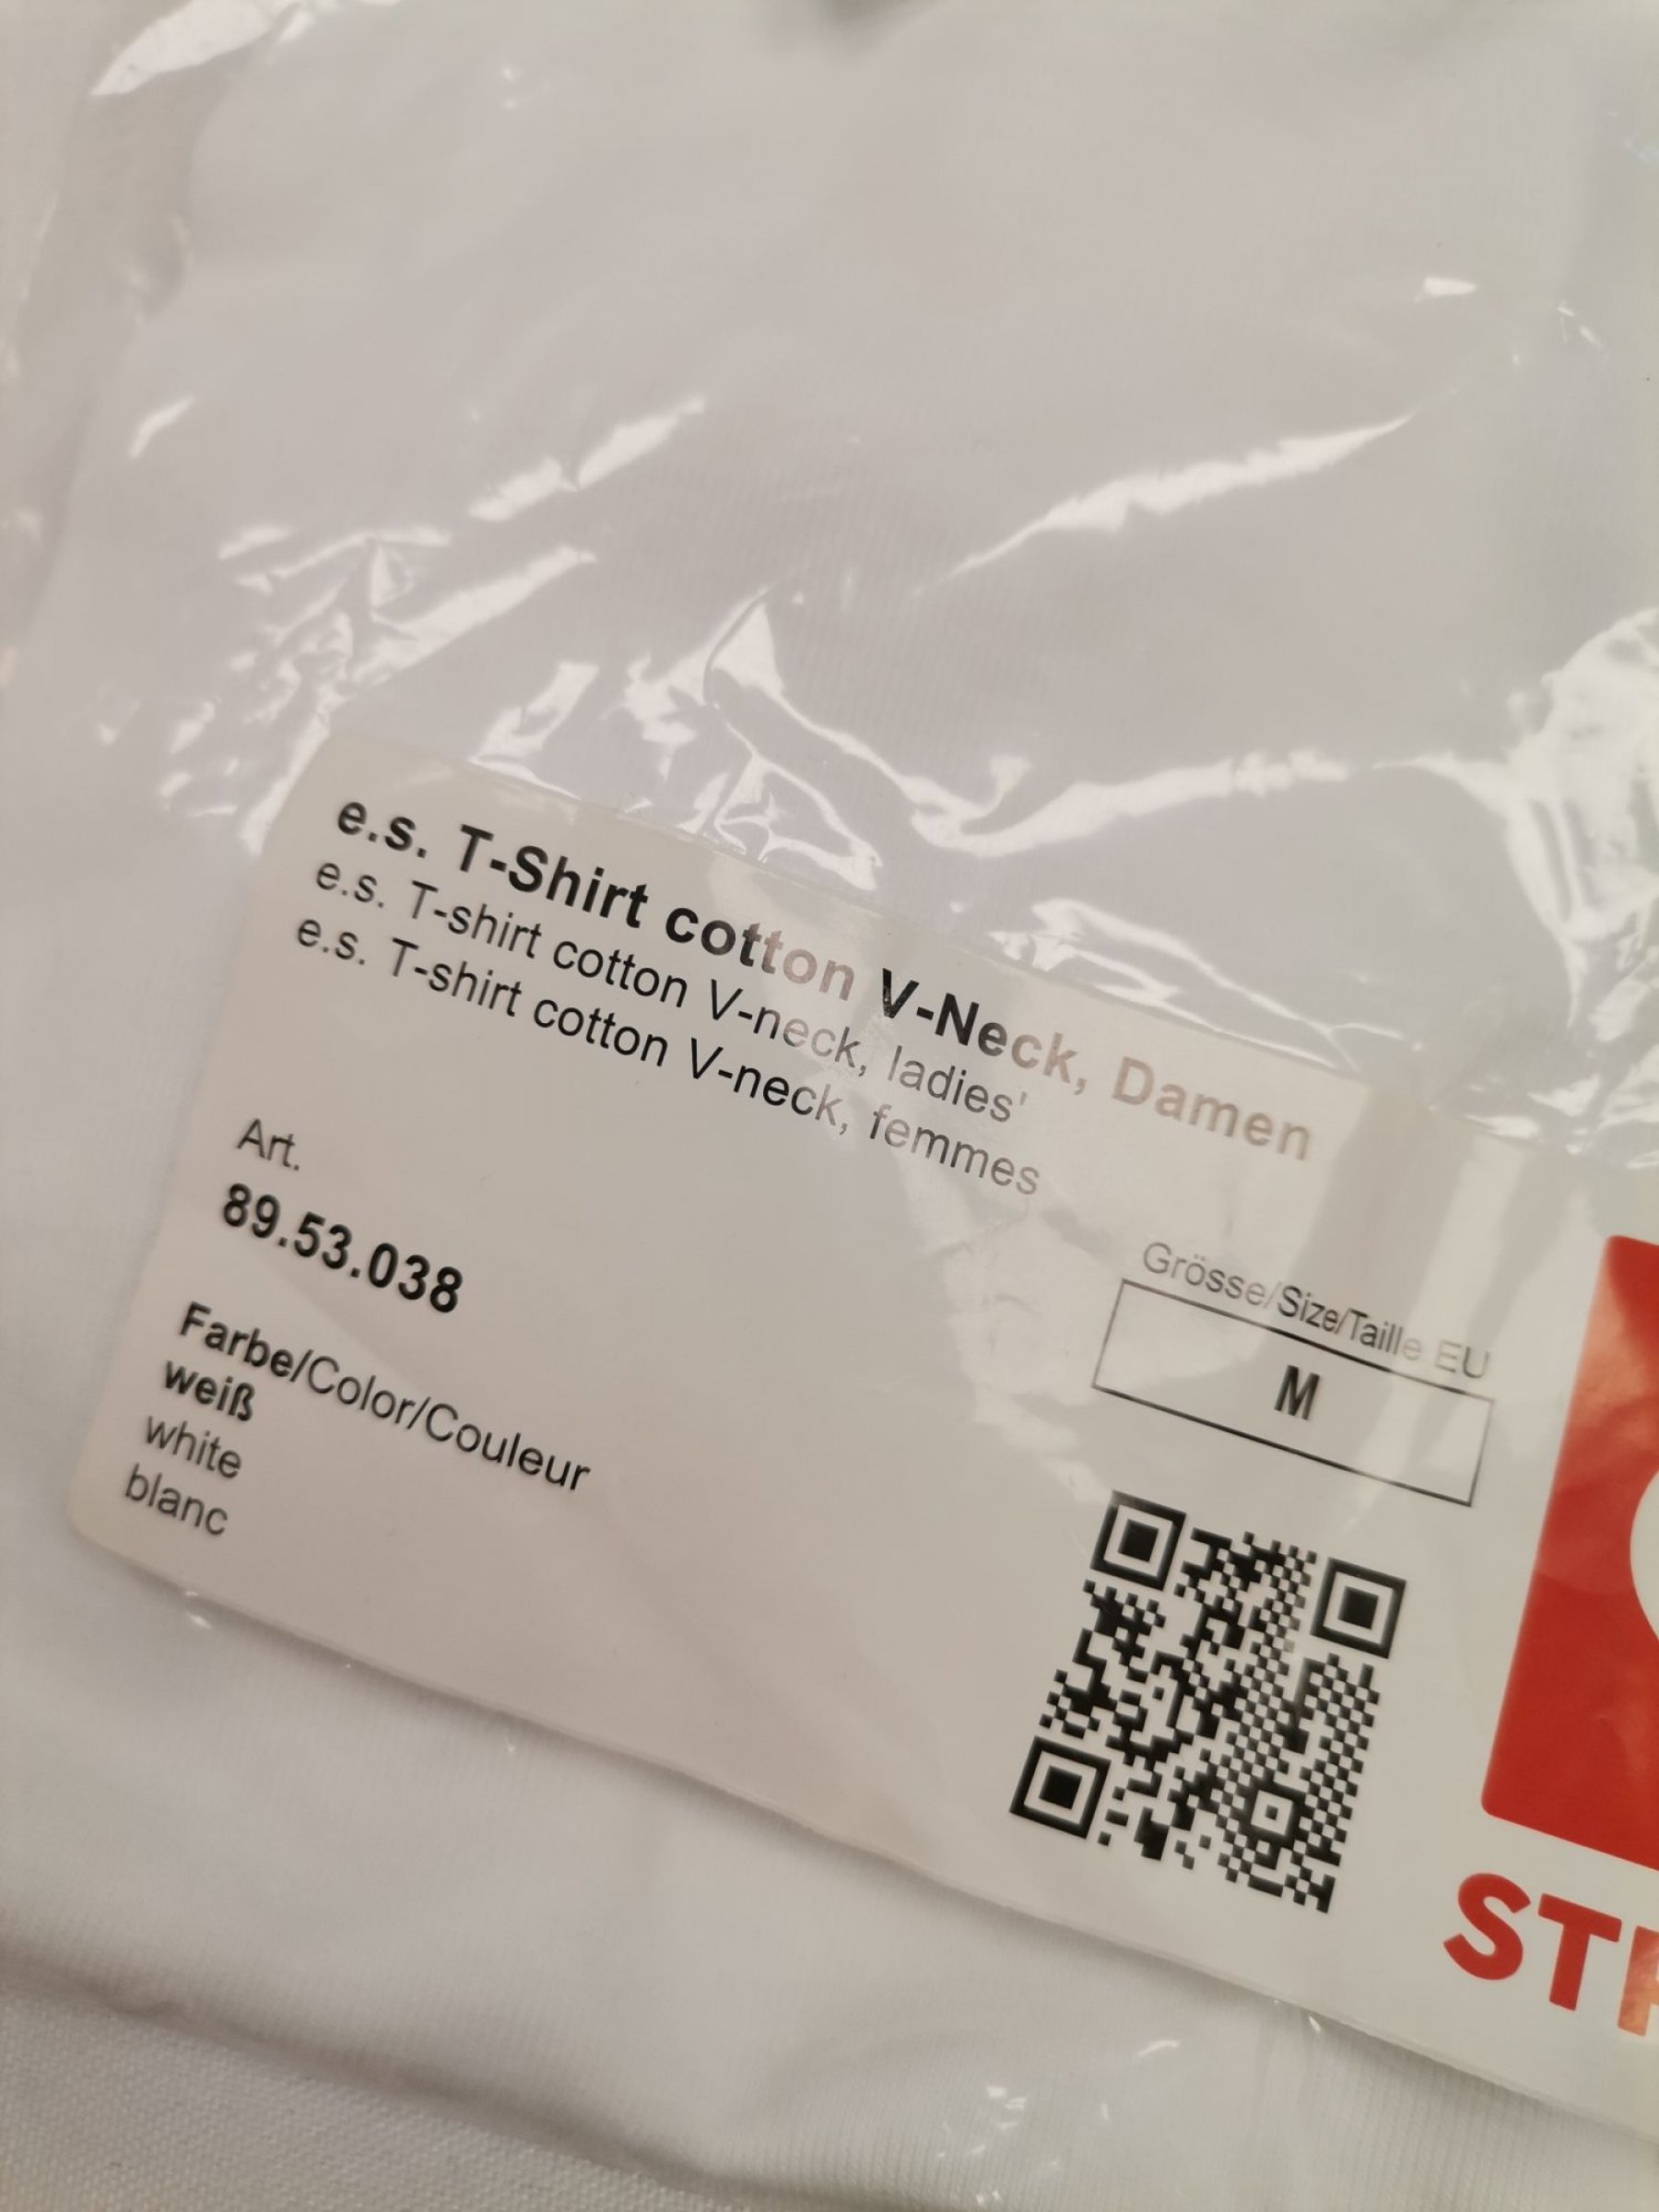 e.s. T-Shirt cotton V-Neck, Damen
e.s. T-shirt cotton V-neck, ladies'
e.s. T-shirt cotton V-neck, femmes
Art.
89.53.038
Farbe/Color/Couleur
weiß
white
blanc
Grösse/Size/Taille EU
M